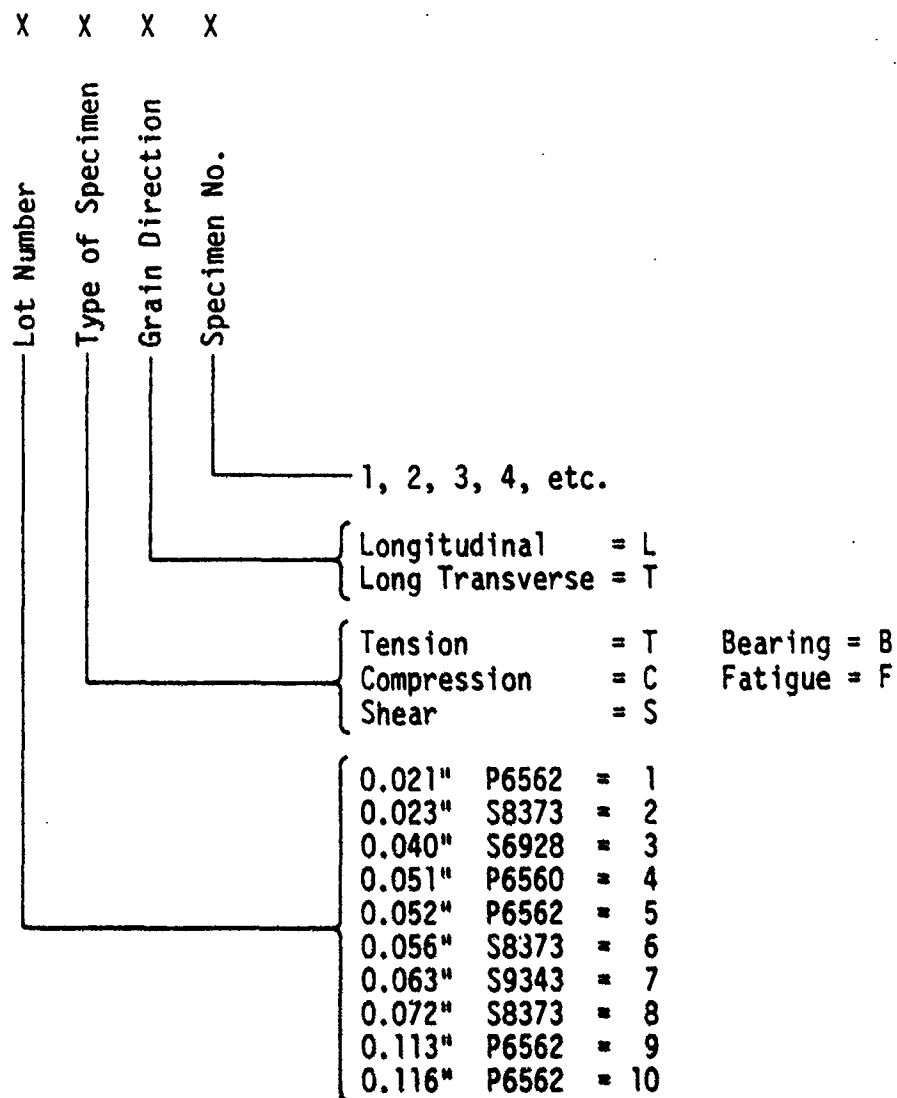 X X X X
Lot Number
Type of Specimen
Grain Direction
Specimen No.
1, 2, 3, 4, etc.
Longitudinal = L
Long Transverse = T
Tension = T Bearing = B
Compression = C Fatigue = F
Shear = S
0.021" P6562 = 1
0.023" S8373 = 2
0.040" S6928 = 3
0.051" P6560 = 4
0.052" P6562 = 5
0.056" S8373 = 6
0.063" S9343 = 7
0.072" S8373 = 8
0.113" P6562 = 9
0.116" P6562 = 10